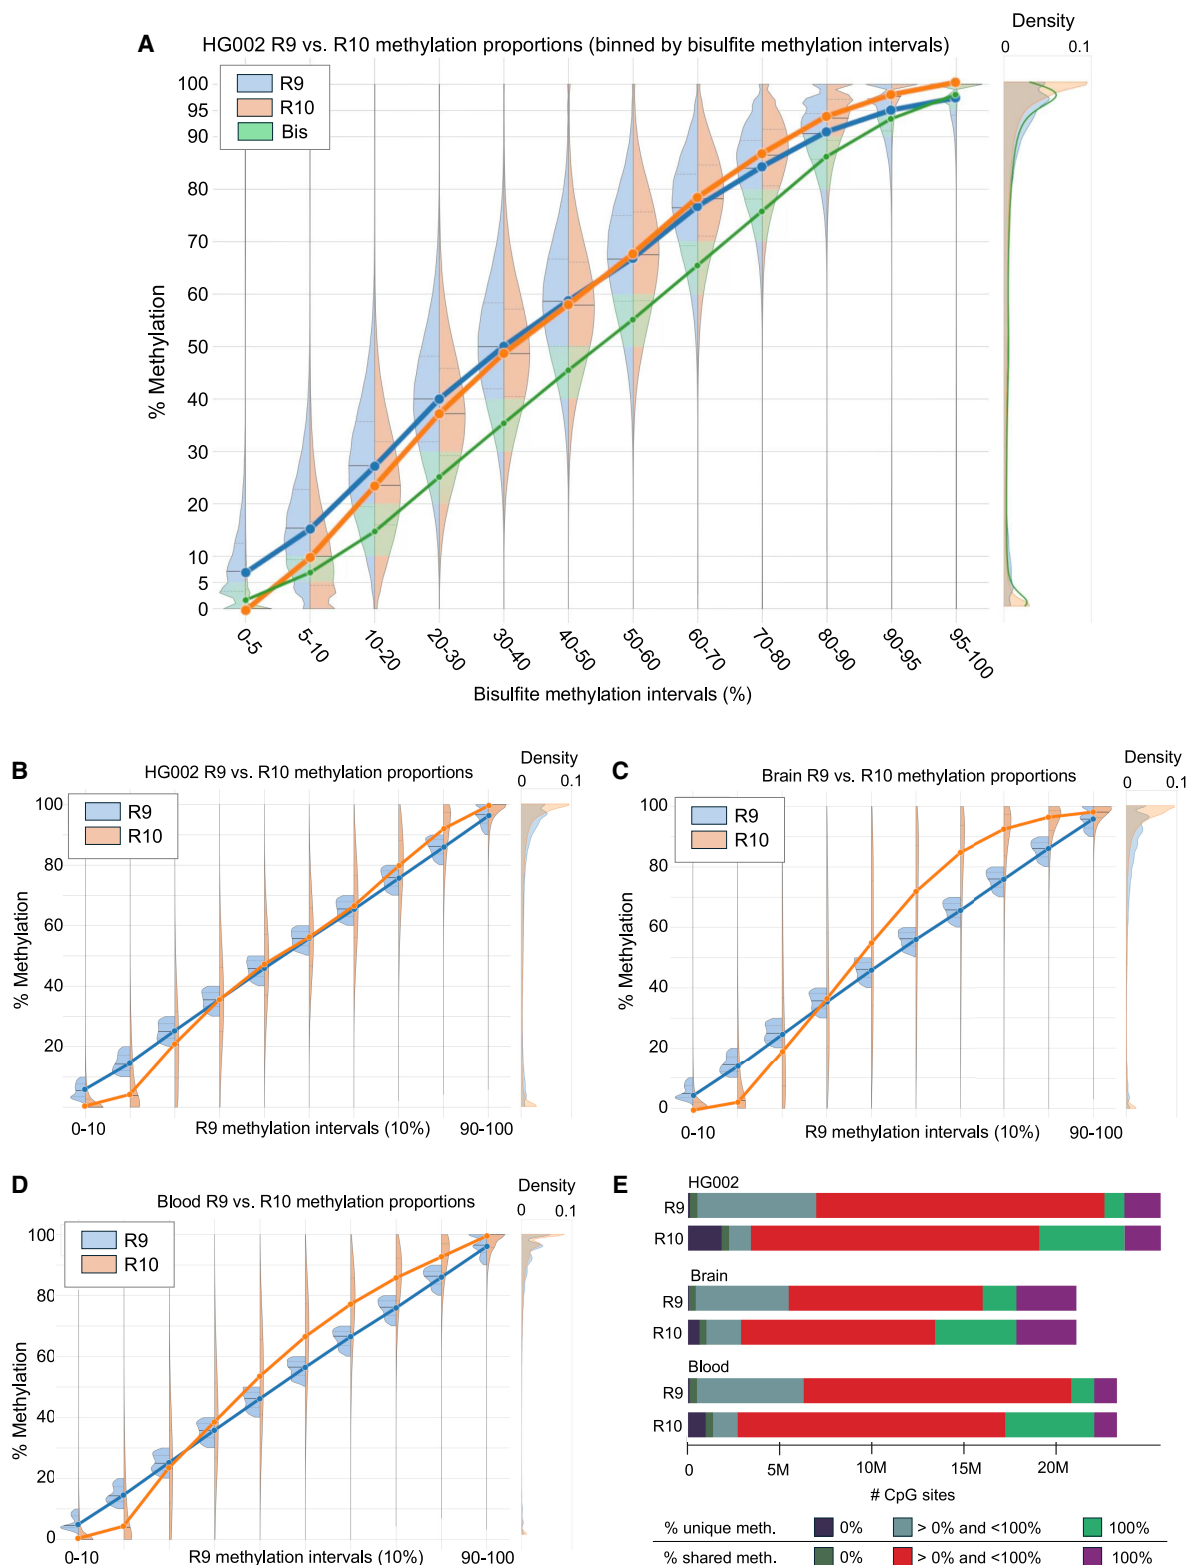 A
HG002 R9 vs. R10 methylation proportions (binned by bisulfite methylation intervals)
Density
0 0.1
R9
R10
Bis
% Methylation
100
95
90
80
70
60
50
40
30
20
10
5
0
0-5 5-10 10-20 20-30 30-40 40-50 50-60 60-70 70-80 80-90 90-95 95-100
Bisulfite methylation intervals (%)
B
HG002 R9 vs. R10 methylation proportions
Density
0 0.1
R9
R10
% Methylation
100
80
60
40
20
0-10 R9 methylation intervals (10%) 90-100
C
Brain R9 vs. R10 methylation proportions
Density
0 0.1
R9
R10
% Methylation
100
80
60
40
20
0
0-10 R9 methylation intervals (10%) 90-100
D
Blood R9 vs. R10 methylation proportions
Density
0 0.1
R9
R10
% Methylation
100
80
60
40
20
0
0-10 R9 methylation intervals (10%) 90-100
E
HG002
R9
R10
Brain
R9
R10
Blood
R9
R10
0 5M 10M 15M 20M
# CpG sites
% unique meth. 0% > 0% and <100% 100%
% shared meth. 0% > 0% and <100% 100%